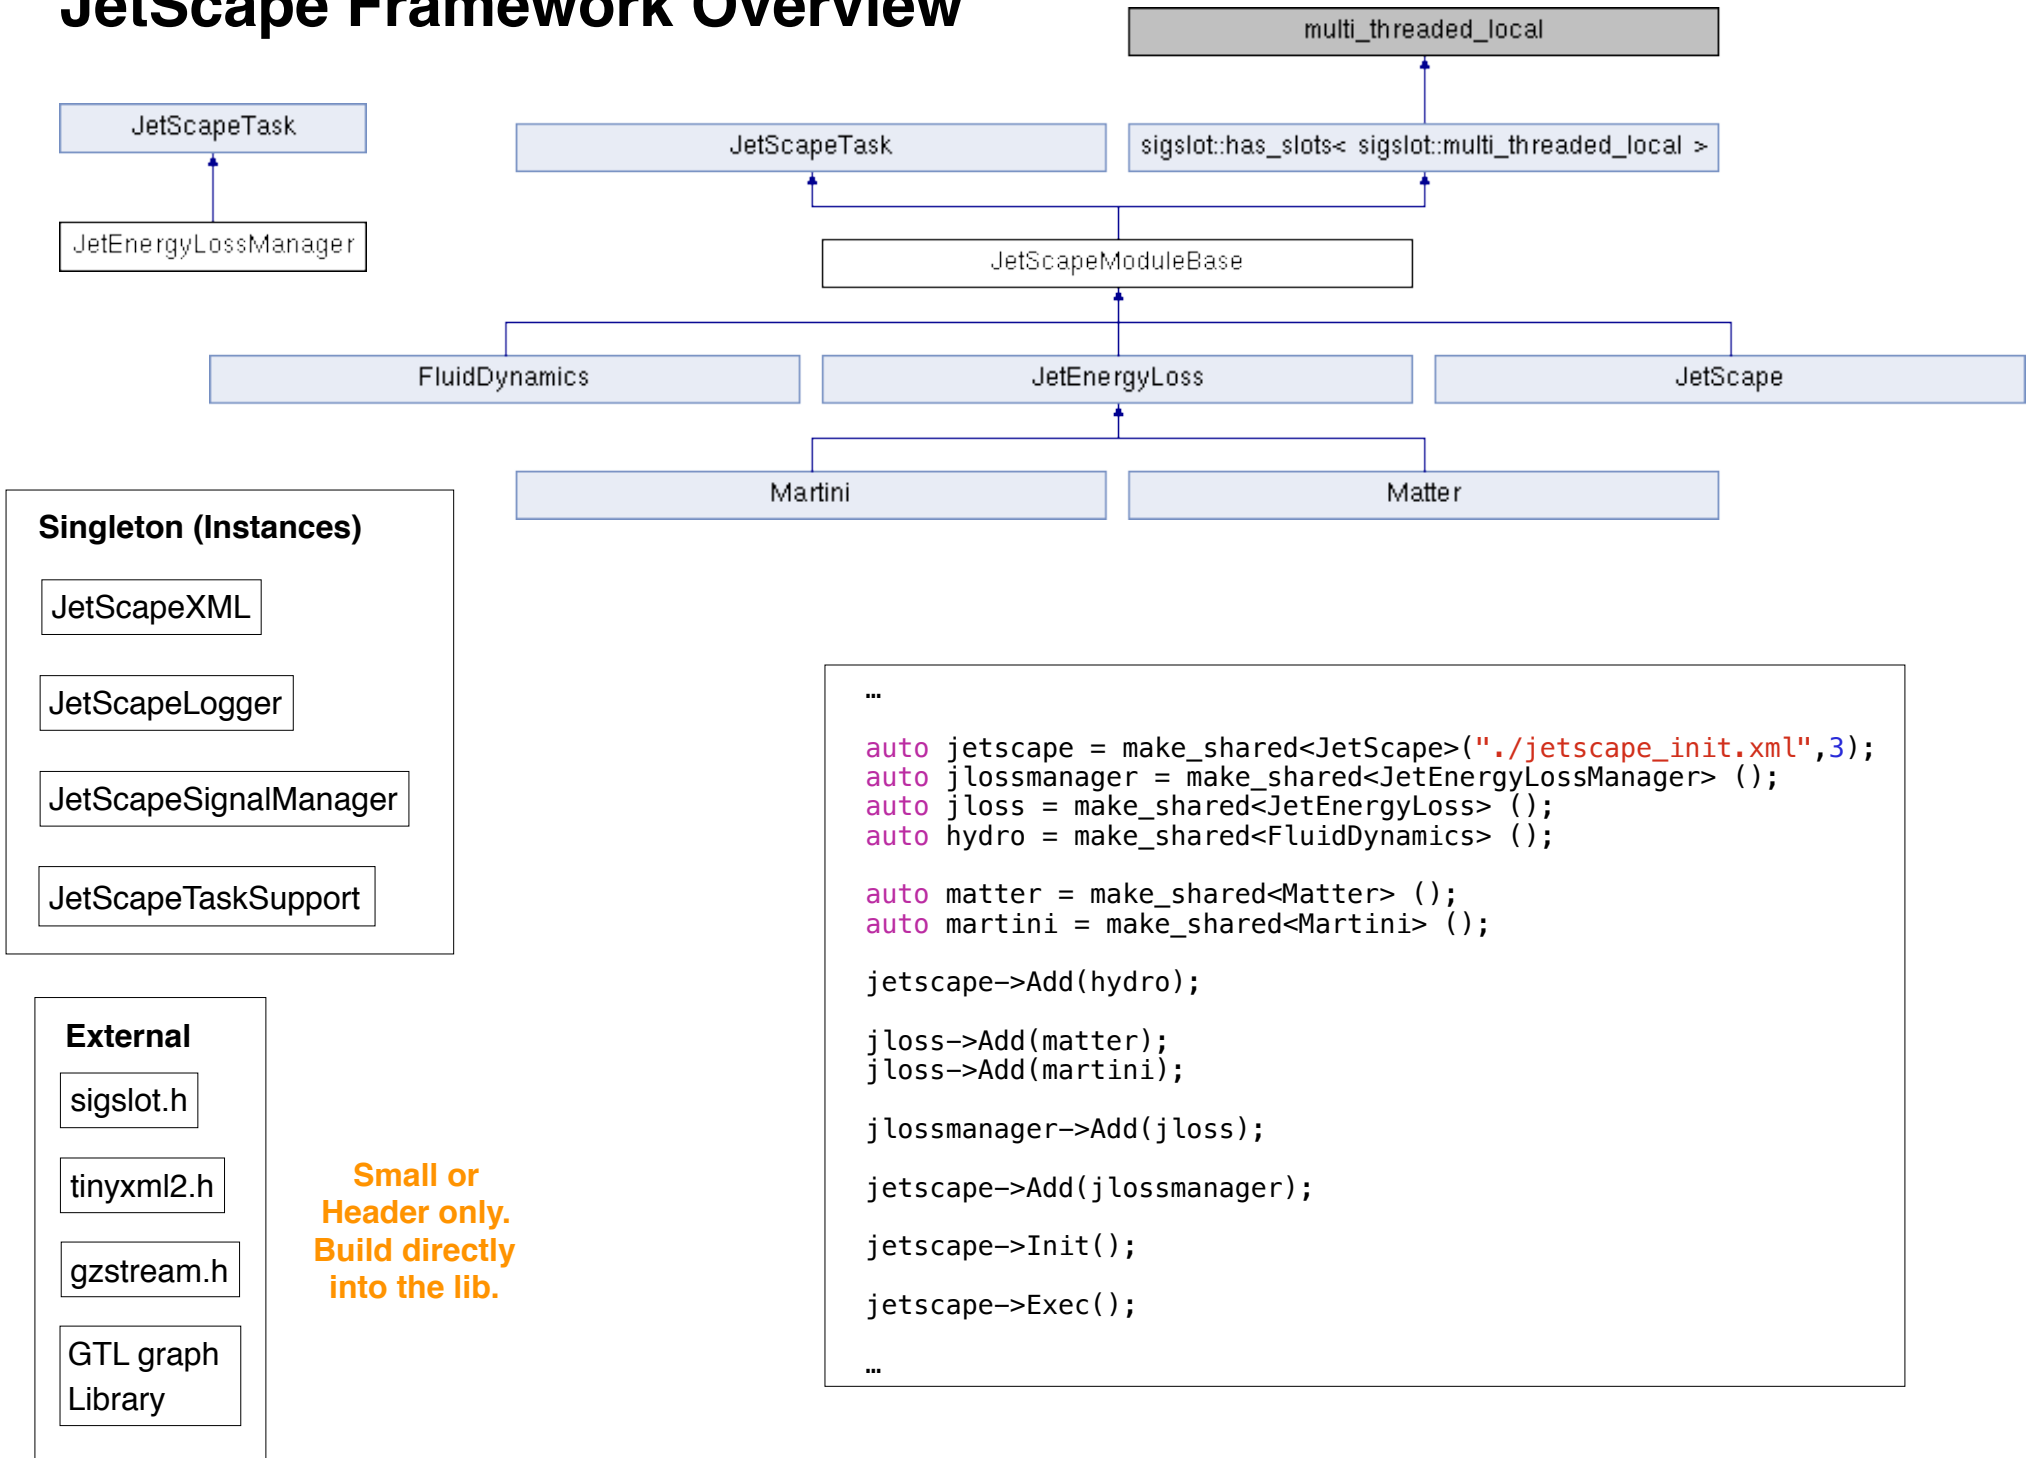 JetScape Framework Overview
multi_threaded_local
JetScapeTask
JetScapeTask
sigslot::has_slots< sigslot::multi_threaded_local >
JetEnergyLossManager
JetScapeModuleBase
FluidDynamics
JetEnergyLoss
JetScape
Martini
Matter
Singleton (Instances)
JetScapeXML
JetScapeLogger
JetScapeSignalManager
JetScapeTaskSupport
External
sigslot.h
tinyxml2.h
gzstream.h
GTL graph
Library
Small or
Header only.
Build directly
into the lib.
…
auto jetscape = make_shared<JetScape>("./jetscape_init.xml",3);
auto jlossmanager = make_shared<JetEnergyLossManager> ();
auto jloss = make_shared<JetEnergyLoss> ();
auto hydro = make_shared<FluidDynamics> ();
auto matter = make_shared<Matter> ();
auto martini = make_shared<Martini> ();
jetscape->Add(hydro);
jloss->Add(matter);
jloss->Add(martini);
jlossmanager->Add(jloss);
jetscape->Add(jlossmanager);
jetscape->Init();
jetscape->Exec();
…